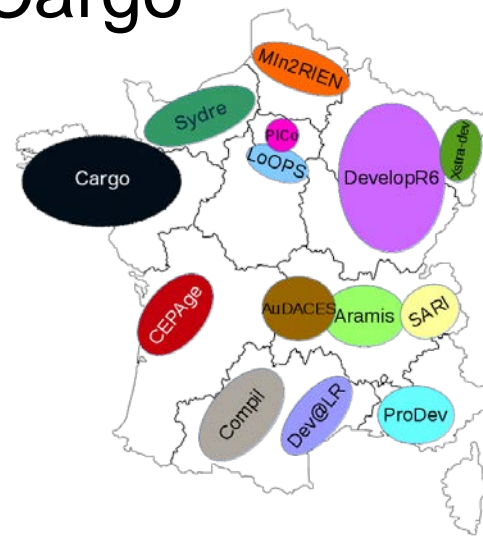 Cargo
MIn2RIEN
Sydre
PICo
LoOPS
Xstra-dev
Cargo
DevelopR6
CEPAge
AuDACES
Aramis
SARI
Compil
Dev@LR
ProDev